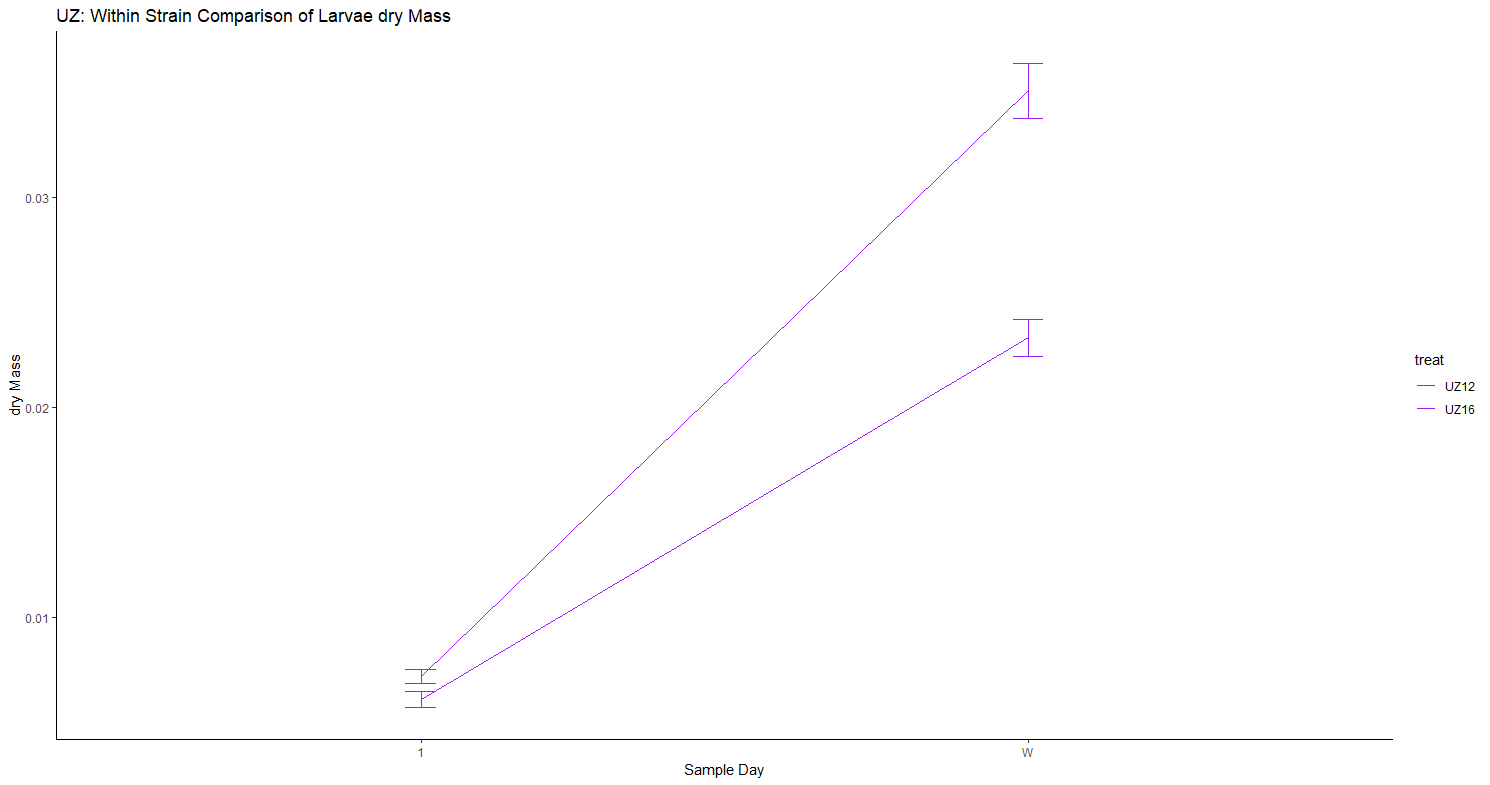 UZ: Within Strain Comparison of Larvae dry Mass
dry Mass
0.03
0.02
0.01
1
W
Sample Day
treat
UZ12
UZ16